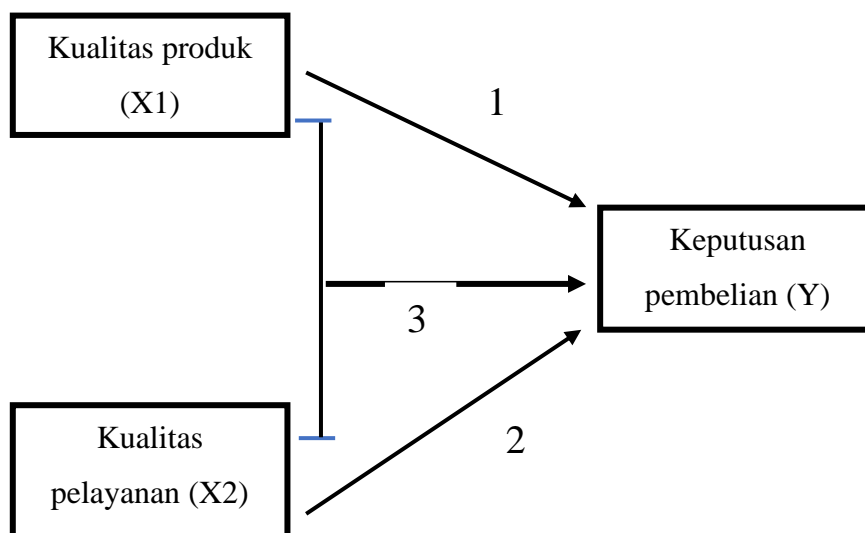 Kualitas produk
(X1)
1
Keputusan
pembelian (Y)
3
Kualitas
pelayanan (X2)
2